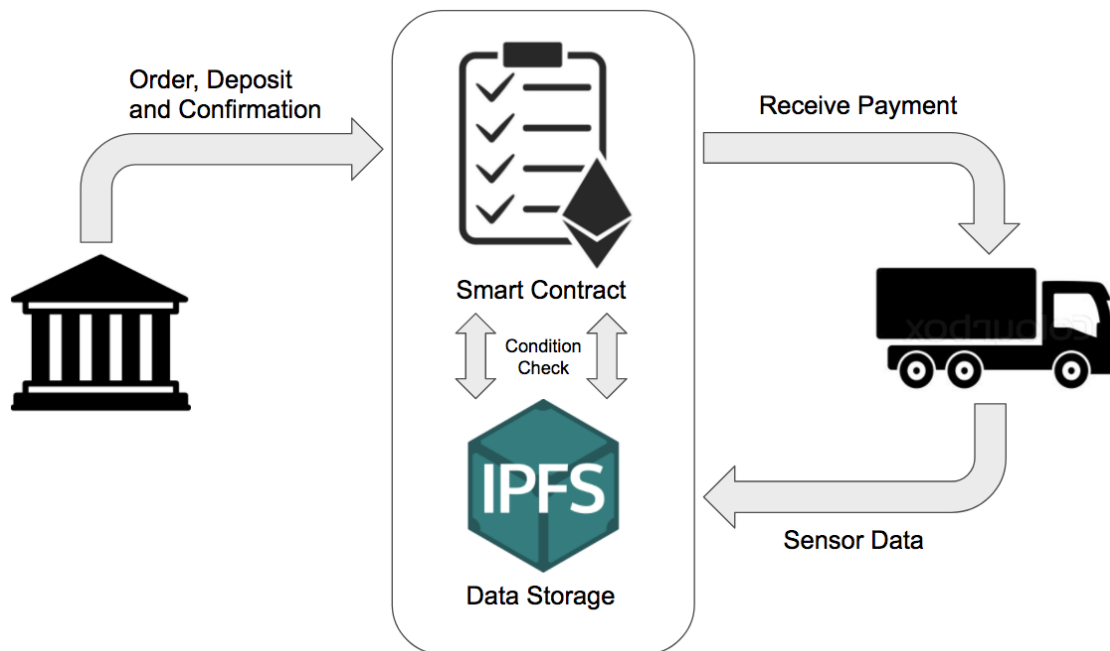 Order, Deposit
and Confirmation
Receive Payment
Smart Contract
Condition
Check
IPFS
Data Storage
Sensor Data